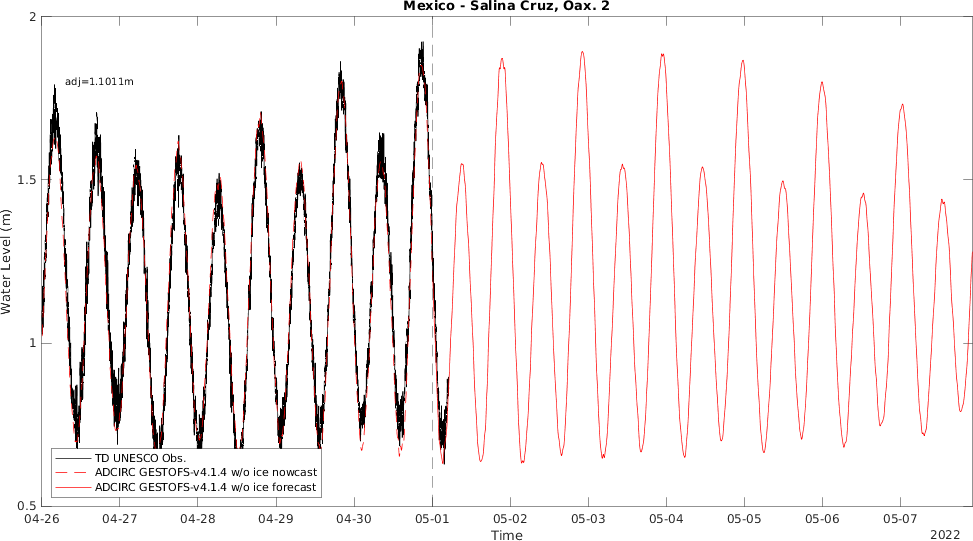 Mexico - Salina Cruz, Oax. 2
2
adj=1.1011m
1.5
Water Level (m)
1
TD UNESCO Obs.
ADCIRC GESTOFS-v4.1.4 w/o ice nowcast
ADCIRC GESTOFS-v4.1.4 w/o ice forecast
0.5
04-26 04-27 04-28 04-29 04-30 05-01 05-02 05-03 05-04 05-05 05-06 05-07
Time
2022